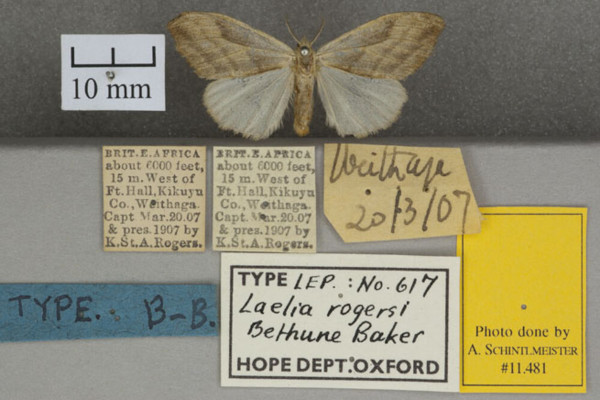 10 mm
BRIT. E. AFRICA
about 6000 feet,
15 m. West of
Ft. Hall, Kikuyu
Co., Weithaga.
Capt Mar. 20.07
& pres. 1907 by
K. St. A. Rogers.
BRIT. E. AFRICA
about 6000 feet,
15 m. West of
Ft. Hall, Kikuyu
Co., Weithaga.
Capt. Mar. 20.07
& pres. 1907 by
K. St. A. Rogers.
Weithaga
20/3/07
TYPE. B-B.
TYPE LEP. : No. 617
Laelia rogersi
Bethune Baker
HOPE DEPT. OXFORD
Photo done by
A. SCHINTLMEISTER
#11.481